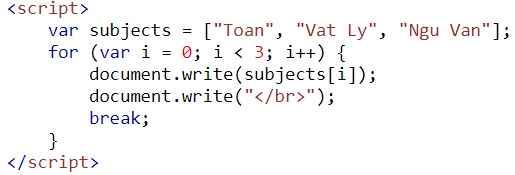 <script>
    var subjects = ["Toan", "Vat Ly", "Ngu Van"];
    for (var i = 0; i < 3; i++) {
        document.write(subjects[i]);
        document.write("</br>");
        break;
    }
</script>